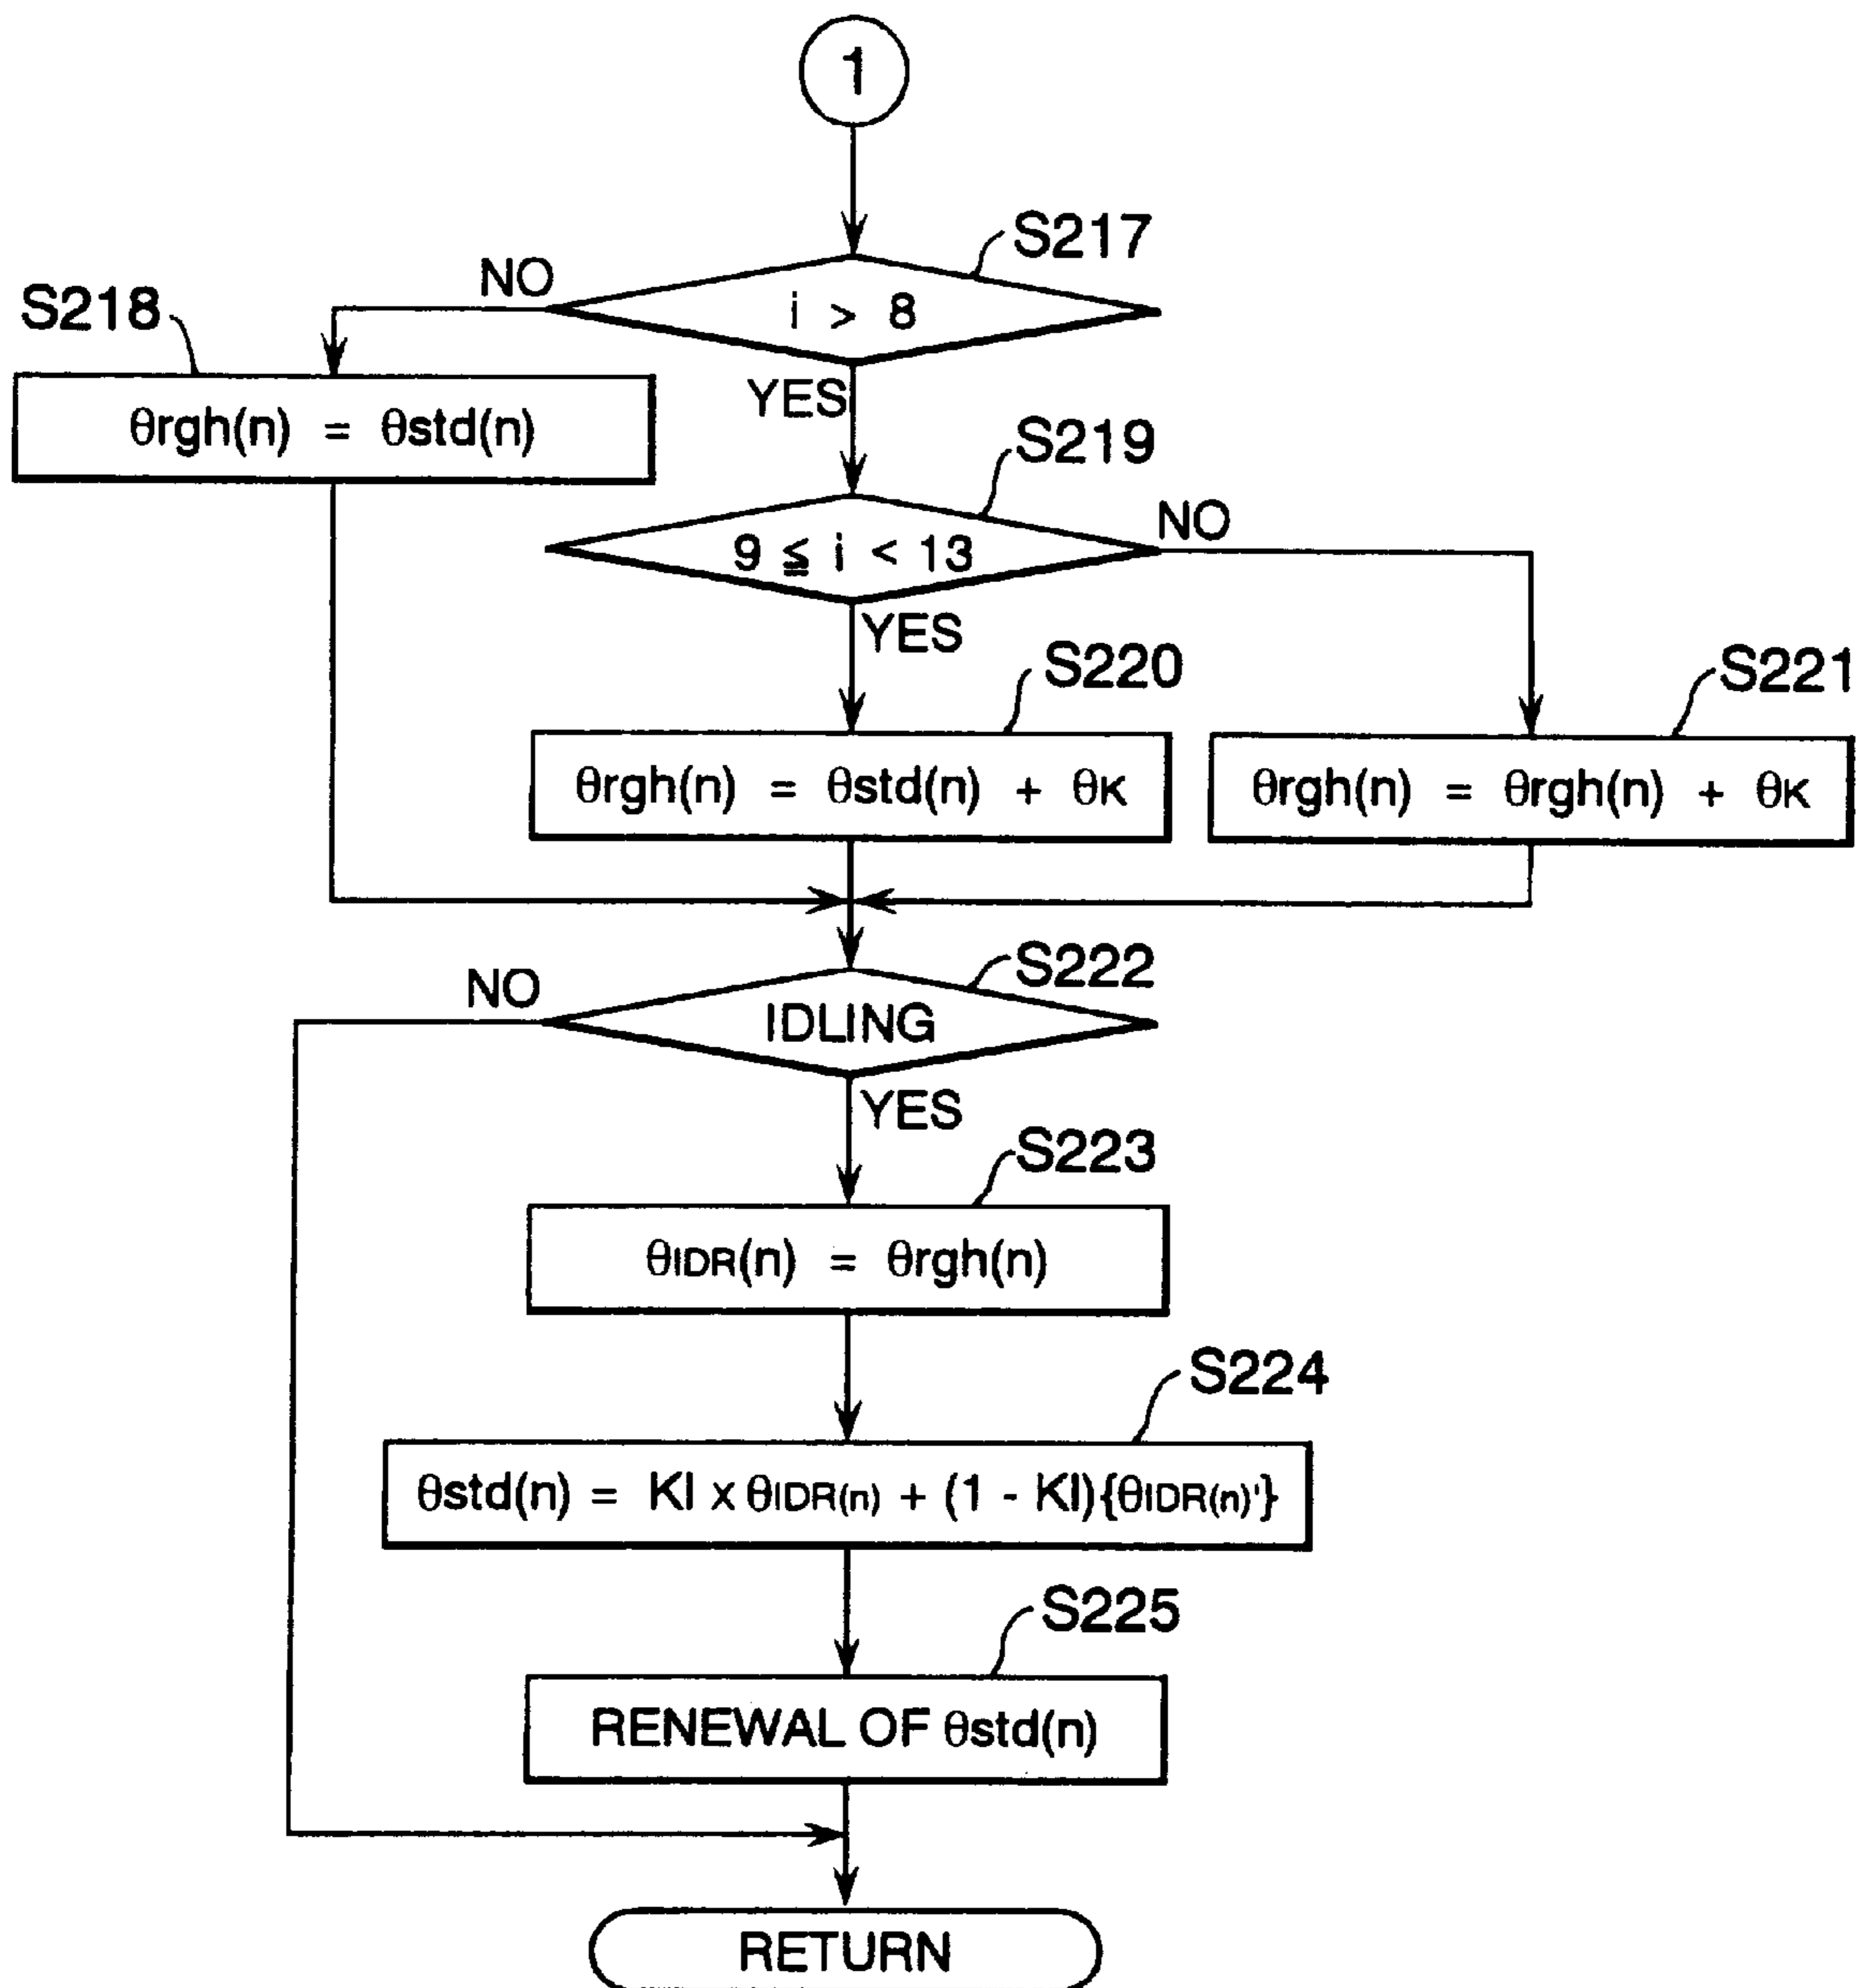 1
S217
NO
i > 8
S218
YES
θrgh(n) = θstd(n)
S219
NO
9 ≦ i < 13
YES
S220
S221
θrgh(n) = θstd(n) + θK
θrgh(n) = θrgh(n) + θK
S222
NO
IDLING
YES
S223
θIDR(n) = θrgh(n)
S224
θstd(n) = KI x θIDR(n) + (1 - KI){θIDR(n)'}
S225
RENEWAL OF θstd(n)
RETURN